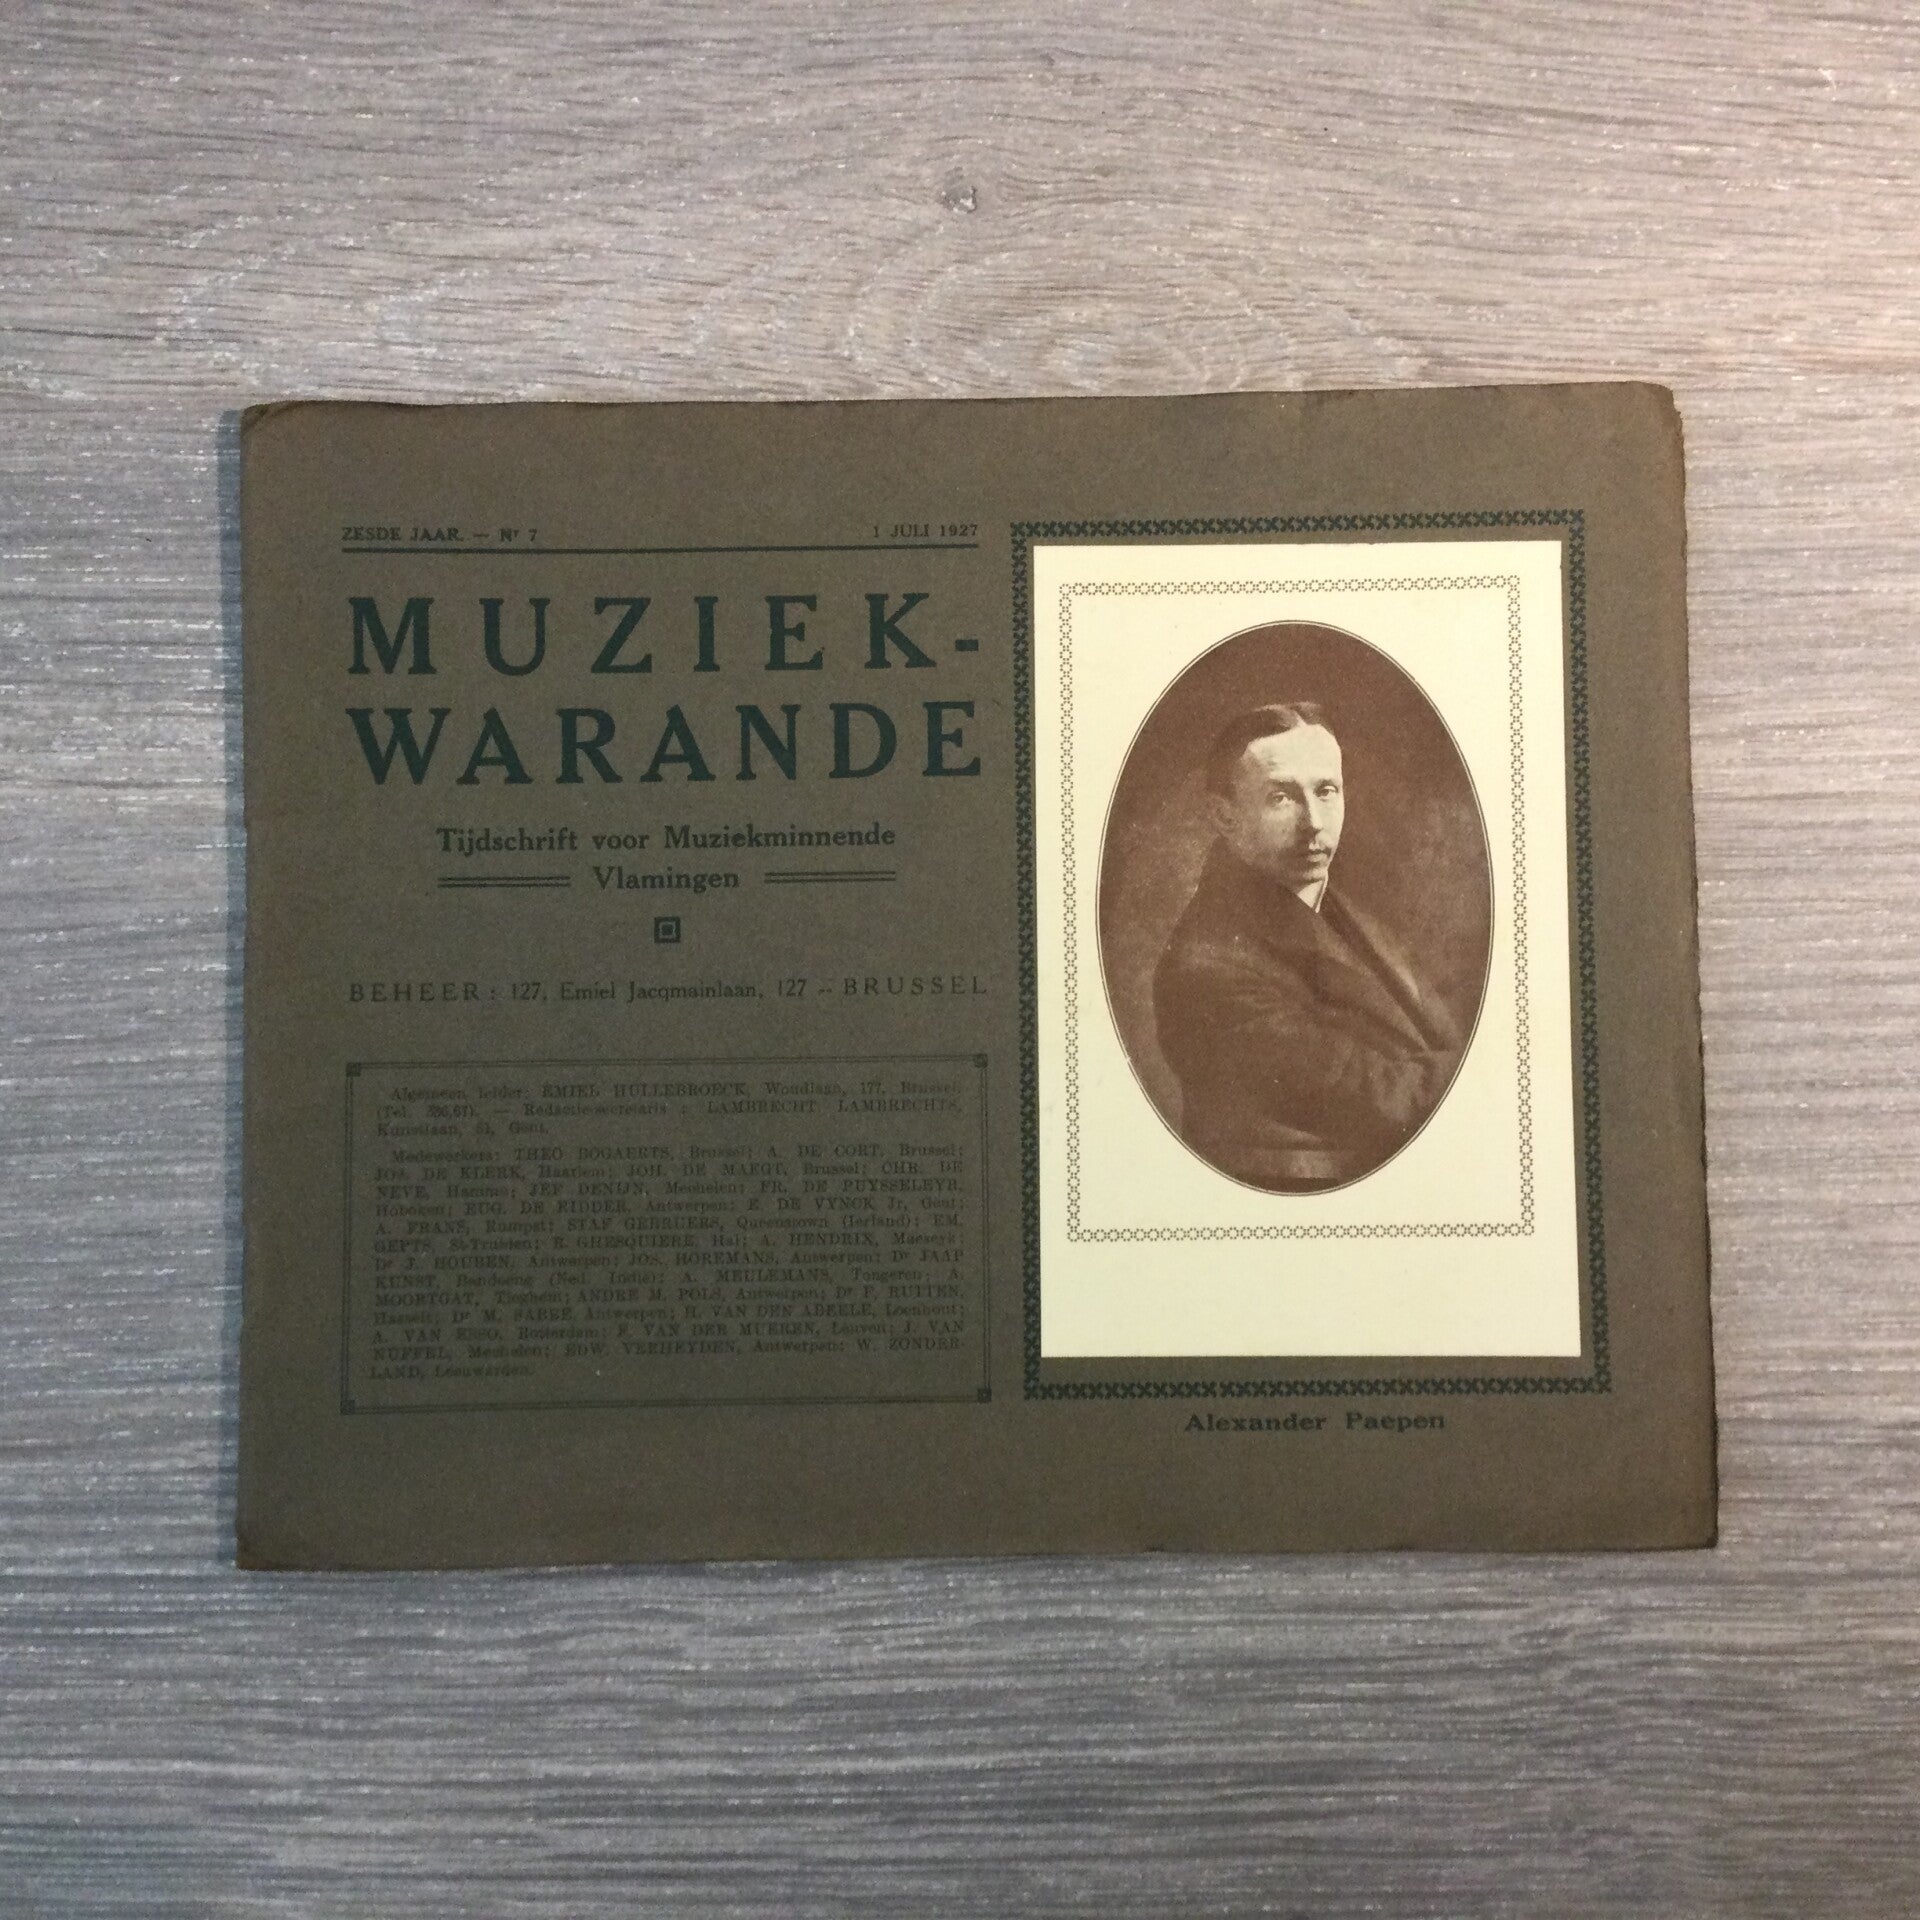 ZESDE JAAR. — Nr 7
1 JULI 1927
MUZIEK-
WARANDE
Tijdschrift voor Muziekminnende
Vlamingen
BEHEER: 127, Emiel Jacqmainlaan, 127 -- BRUSSEL
Algemeen leider: EMIEL HULLEBROECK, Woudlaan, 177, Brussel.
(Tel. — Redactie-secretaris: LAMBRECHT LAMBRECHTS,
Kunstlaan, Gent.
Medewerkers: THEO BOGAERTS, Brussel; A. DE CORT, Brussel;
JOS. DE KLERK, Haarlem; JOH. DE MAEGT, Brussel; CHR. DE
NEVE, Hamme; JEF DENIJN, Mechelen; FR. DE PUYSSELEYR,
Hoboken; EUG. DE RIDDER, Antwerpen; E. DE VYNCK Jr, Gent;
A. FRANS, Rumpst; STAF GEBRUERS, Queenstown (Ierland); EM.
GEPTS, St-Truiden; R. GHESQUIERE, Hal; A. HENDRIX, Maeseyk;
Dr J. HOUBEN, Antwerpen; JOS. HOREMANS, Antwerpen; Dr JAAP
KUNST, Bandoeng (Ned. Indië); A. MEULEMANS, Tongeren; A.
MOORTGAT, Tieghem; ANDRE M. POLS, Antwerpen; Dr F. RUTTEN,
Hasselt; Dr M. SABBE, Antwerpen; H. VAN DEN ABEELE, Loenhout;
A. VAN Rotterdam; F. VAN DER MUEREN, Leuven; J. VAN
NUFFEL, Mechelen; EDW. VERHEYDEN, Antwerpen; W. ZONDER-
LAND, Leeuwarden.
Alexander Paepen